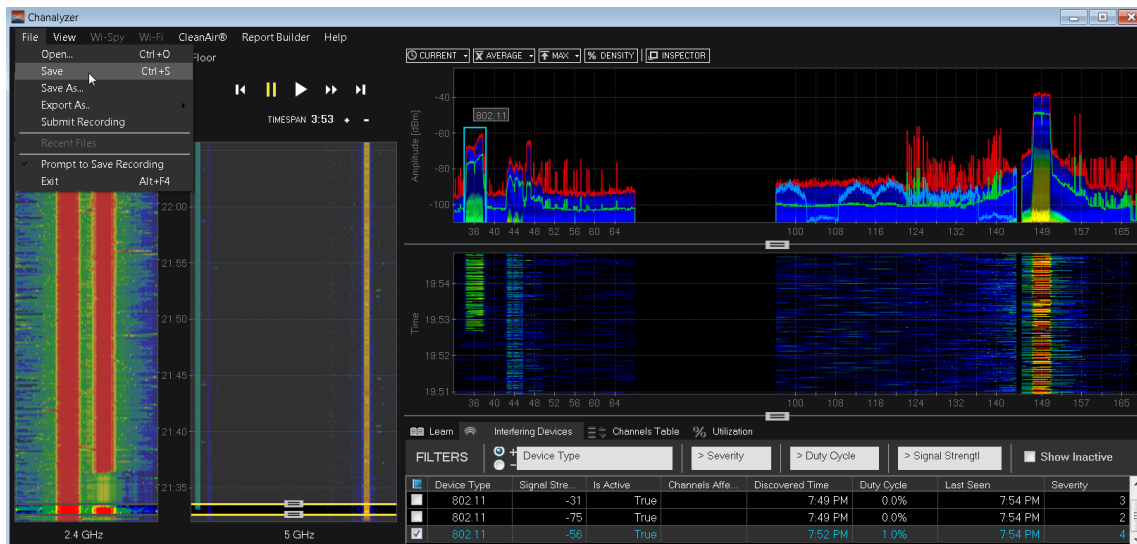 Chanalyzer
File View Wi-Spy Wi-Fi CleanAir® Report Builder Help
Open... Ctrl+O
Save Ctrl+S
Save As...
Export As..
Submit Recording
Recent Files
Prompt to Save Recording
Exit Alt+F4
Floor
TIMESPAN 3:53 + -
22:00
21:55
21:50
21:45
21:40
21:35
2.4 GHz 5 GHz
CURRENT AVERAGE MAX % DENSITY INSPECTOR
Amplitude [dBm]
-40
-60
-80
-100
802.11
36 40 44 48 52 56 60 64 100 108 116 124 132 140 149 157 165
Time
19:54
19:53
19:52
19:51
36 40 44 48 52 56 60 64 100 108 116 124 132 140 149 157 165
Learn Interfering Devices Channels Table % Utilization
FILTERS + - Device Type > Severity > Duty Cycle > Signal Strengtl Show Inactive
Device Type Signal Stre... Is Active Channels Affe... Discovered Time Duty Cycle Last Seen Severity
802.11 -31 True 7:49 PM 0.0% 7:54 PM 3
802.11 -75 True 7:49 PM 0.0% 7:54 PM 2
802.11 -56 True 7:52 PM 1.0% 7:54 PM 4